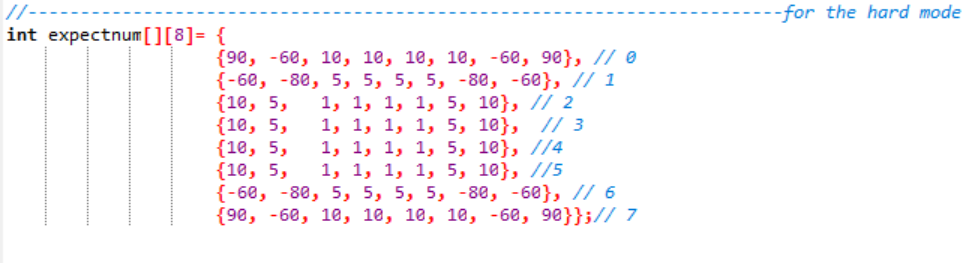 //------------------------------------------------------------------------for the hard mode
int expectnum[][8]= {
{90, -60, 10, 10, 10, 10, -60, 90}, // 0
{-60, -80, 5, 5, 5, 5, -80, -60}, // 1
{10, 5,   1, 1, 1, 1, 5, 10}, // 2
{10, 5,   1, 1, 1, 1, 5, 10},  // 3
{10, 5,   1, 1, 1, 1, 5, 10}, //4
{10, 5,   1, 1, 1, 1, 5, 10}, //5
{-60, -80, 5, 5, 5, 5, -80, -60}, // 6
{90, -60, 10, 10, 10, 10, -60, 90}};// 7